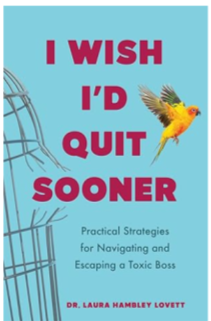 I WISH
I'D
QUIT
SOONER
Practical Strategies
for Navigating and
Escaping a Toxic Boss
DR. LAURA HAMBLEY LOVETT